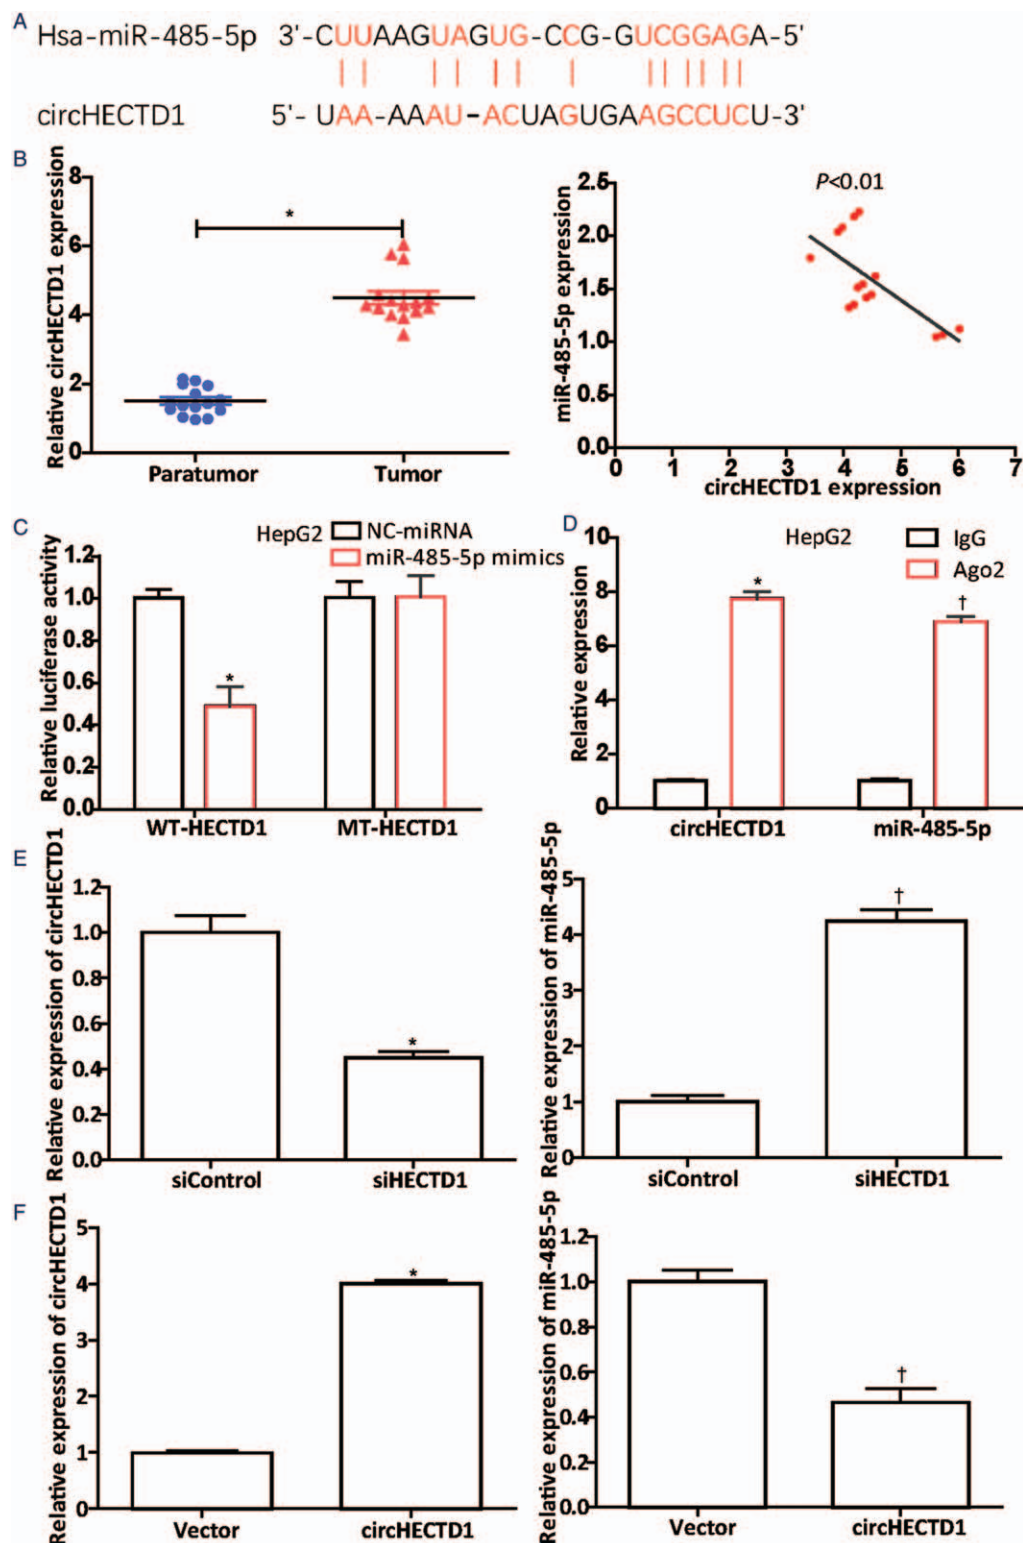 A
Hsa-miR-485-5p 3'-CUUAAGUAGUG-CCG-GUCGGAGA-5'
circHECTD1 5'- UAA-AAAU-ACUAGUGAAGCCUCU-3'
B
Relative circHECTD1 expression
8
6
4
2
0
*
Paratumor Tumor
miR-485-5p expression
2.5
2.0
1.5
1.0
0.5
0.0
P<0.01
0 1 2 3 4 5 6 7
circHECTD1 expression
C
HepG2
NC-miRNA
miR-485-5p mimics
Relative luciferase activity
1.2
1.0
0.8
0.6
0.4
0.2
0.0
*
WT-HECTD1 MT-HECTD1
D
HepG2
IgG
Ago2
Relative expression
10
8
6
4
2
0
* †
circHECTD1 miR-485-5p
E
Relative expression of circHECTD1
1.2
1.0
0.8
0.6
0.4
0.2
0.0
*
siControl siHECTD1
Relative expression of miR-485-5p
5
4
3
2
1
0
†
siControl siHECTD1
F
Relative expression of circHECTD1
5
4
3
2
1
0
*
Vector circHECTD1
Relative expression of miR-485-5p
1.2
1.0
0.8
0.6
0.4
0.2
0.0
†
Vector circHECTD1